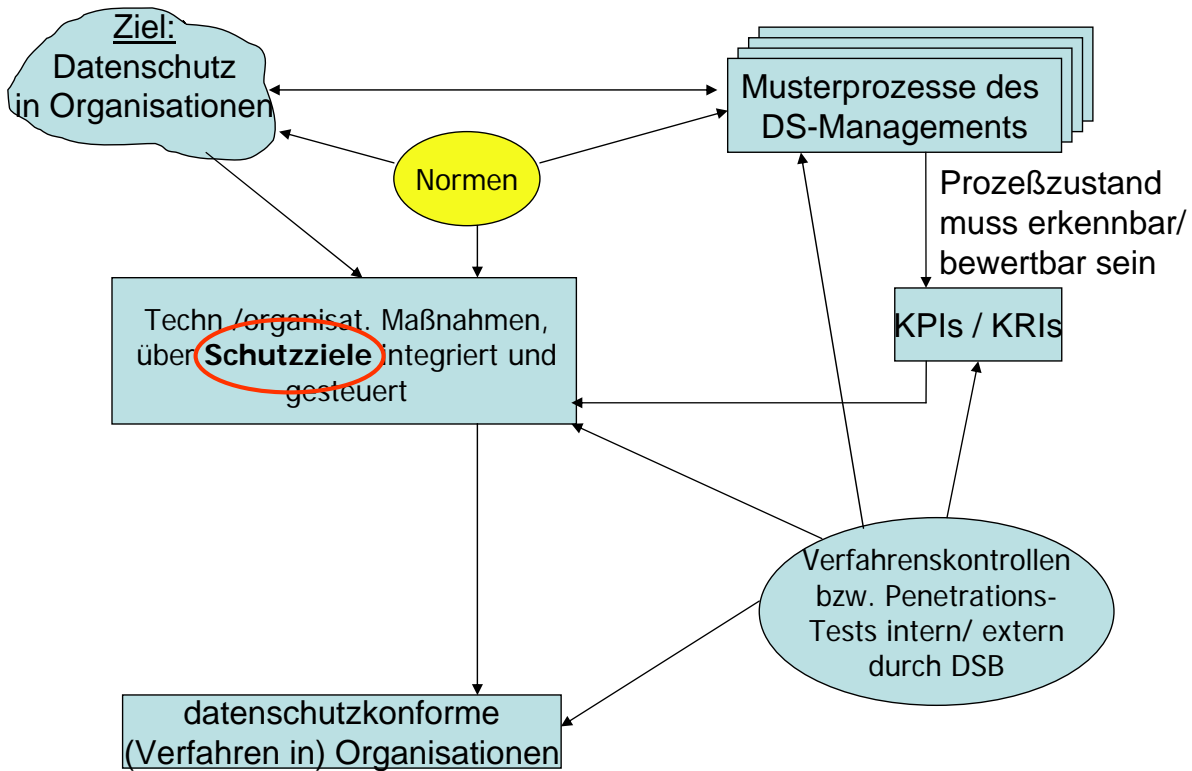 Ziel:
Datenschutz
in Organisationen
Musterprozesse des
DS-Managements
Normen
Prozeßzustand
muss erkennbar/
bewertbar sein
Techn./organisat. Maßnahmen,
über Schutzziele integriert und
gesteuert
KPIs / KRIs
Verfahrenskontrollen
bzw. Penetrations-
Tests intern/ extern
durch DSB
datenschutzkonforme
(Verfahren in) Organisationen